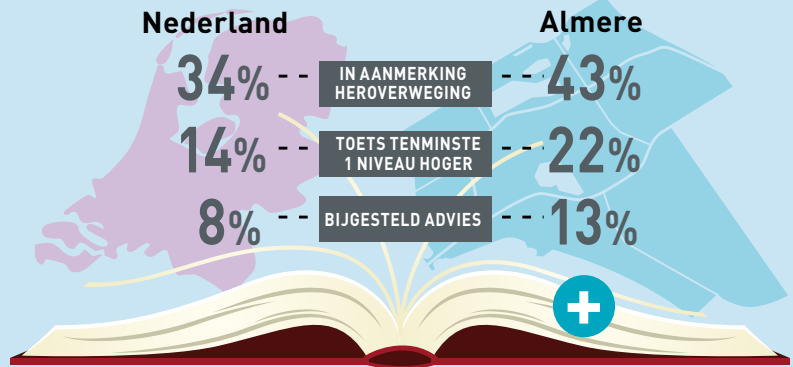 Nederland Almere
34% -- IN AANMERKING HEROVERWEGING --- 43%
14% -- TOETS TENMINSTE 1 NIVEAU HOGER --- 22%
8% -- BIJGESTELD ADVIES --- 13%
+